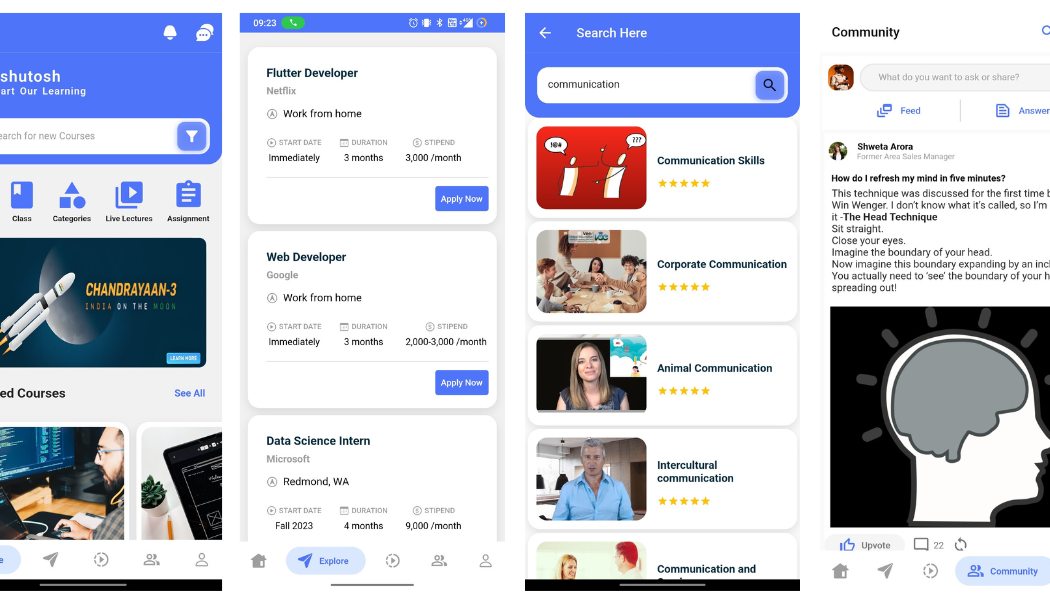 shutosh
art Our Learning
earch for new Courses
Class
Categories
Live Lectures
Assignment
CHANDRAYAAN-3
INDIA ON THE MOON
LEARN MORE
ed Courses
See All
e
09:23
Flutter Developer
Netflix
Work from home
START DATE DURATION STIPEND
Immediately 3 months 3,000 /month
Apply Now
Web Developer
Google
Work from home
START DATE DURATION STIPEND
Immediately 3 months 2,000-3,000 /month
Apply Now
Data Science Intern
Microsoft
Redmond, WA
START DATE DURATION STIPEND
Fall 2023 4 months 9,000 /month
Explore
Search Here
communication
!@#
???
Communication Skills
Corporate Communication
Animal Communication
Intercultural
communication
Communication and
Community
What do you want to ask or share?
Feed
Answer
Shweta Arora
Former Area Sales Manager
How do I refresh my mind in five minutes?
This technique was discussed for the first time b
Win Wenger. I don't know what it's called, so I'm
it -The Head Technique
Sit straight.
Close your eyes.
Imagine the boundary of your head.
Now imagine this boundary expanding by an incl
You actually need to 'see' the boundary of your h
spreading out!
Upvote
22
Community